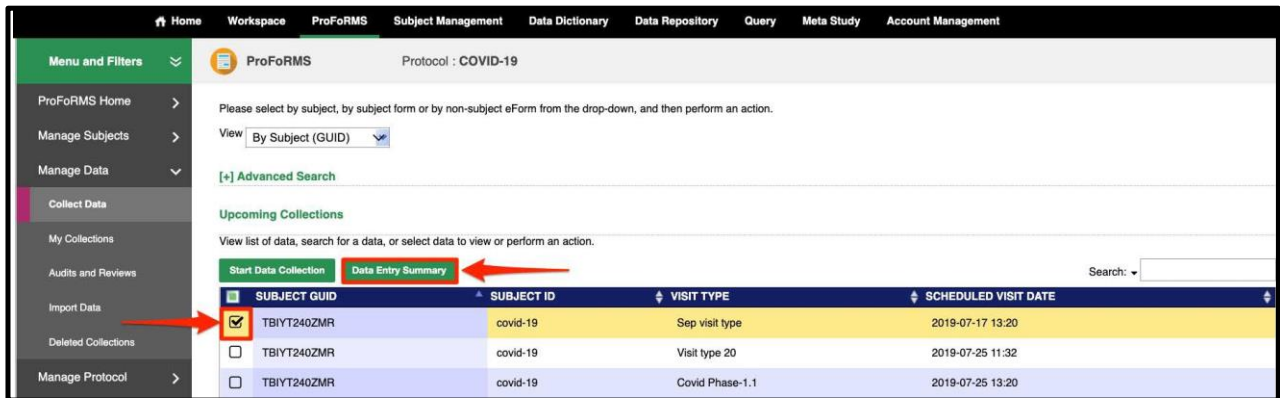 Home Workspace ProFoRMS Subject Management Data Dictionary Data Repository Query Meta Study Account Management
Menu and Filters
ProFoRMS Protocol : COVID-19
ProFoRMS Home
Manage Subjects
Manage Data
Collect Data
My Collections
Audits and Reviews
Import Data
Deleted Collections
Manage Protocol
Please select by subject, by subject form or by non-subject eForm from the drop-down, and then perform an action.
View By Subject (GUID)
[+] Advanced Search
Upcoming Collections
View list of data, search for a data, or select data to view or perform an action.
Start Data Collection Data Entry Summary Search:
SUBJECT GUID SUBJECT ID VISIT TYPE SCHEDULED VISIT DATE
TBIYT240ZMR covid-19 Sep visit type 2019-07-17 13:20
TBIYT240ZMR covid-19 Visit type 20 2019-07-25 11:32
TBIYT240ZMR covid-19 Covid Phase-1.1 2019-07-25 13:20